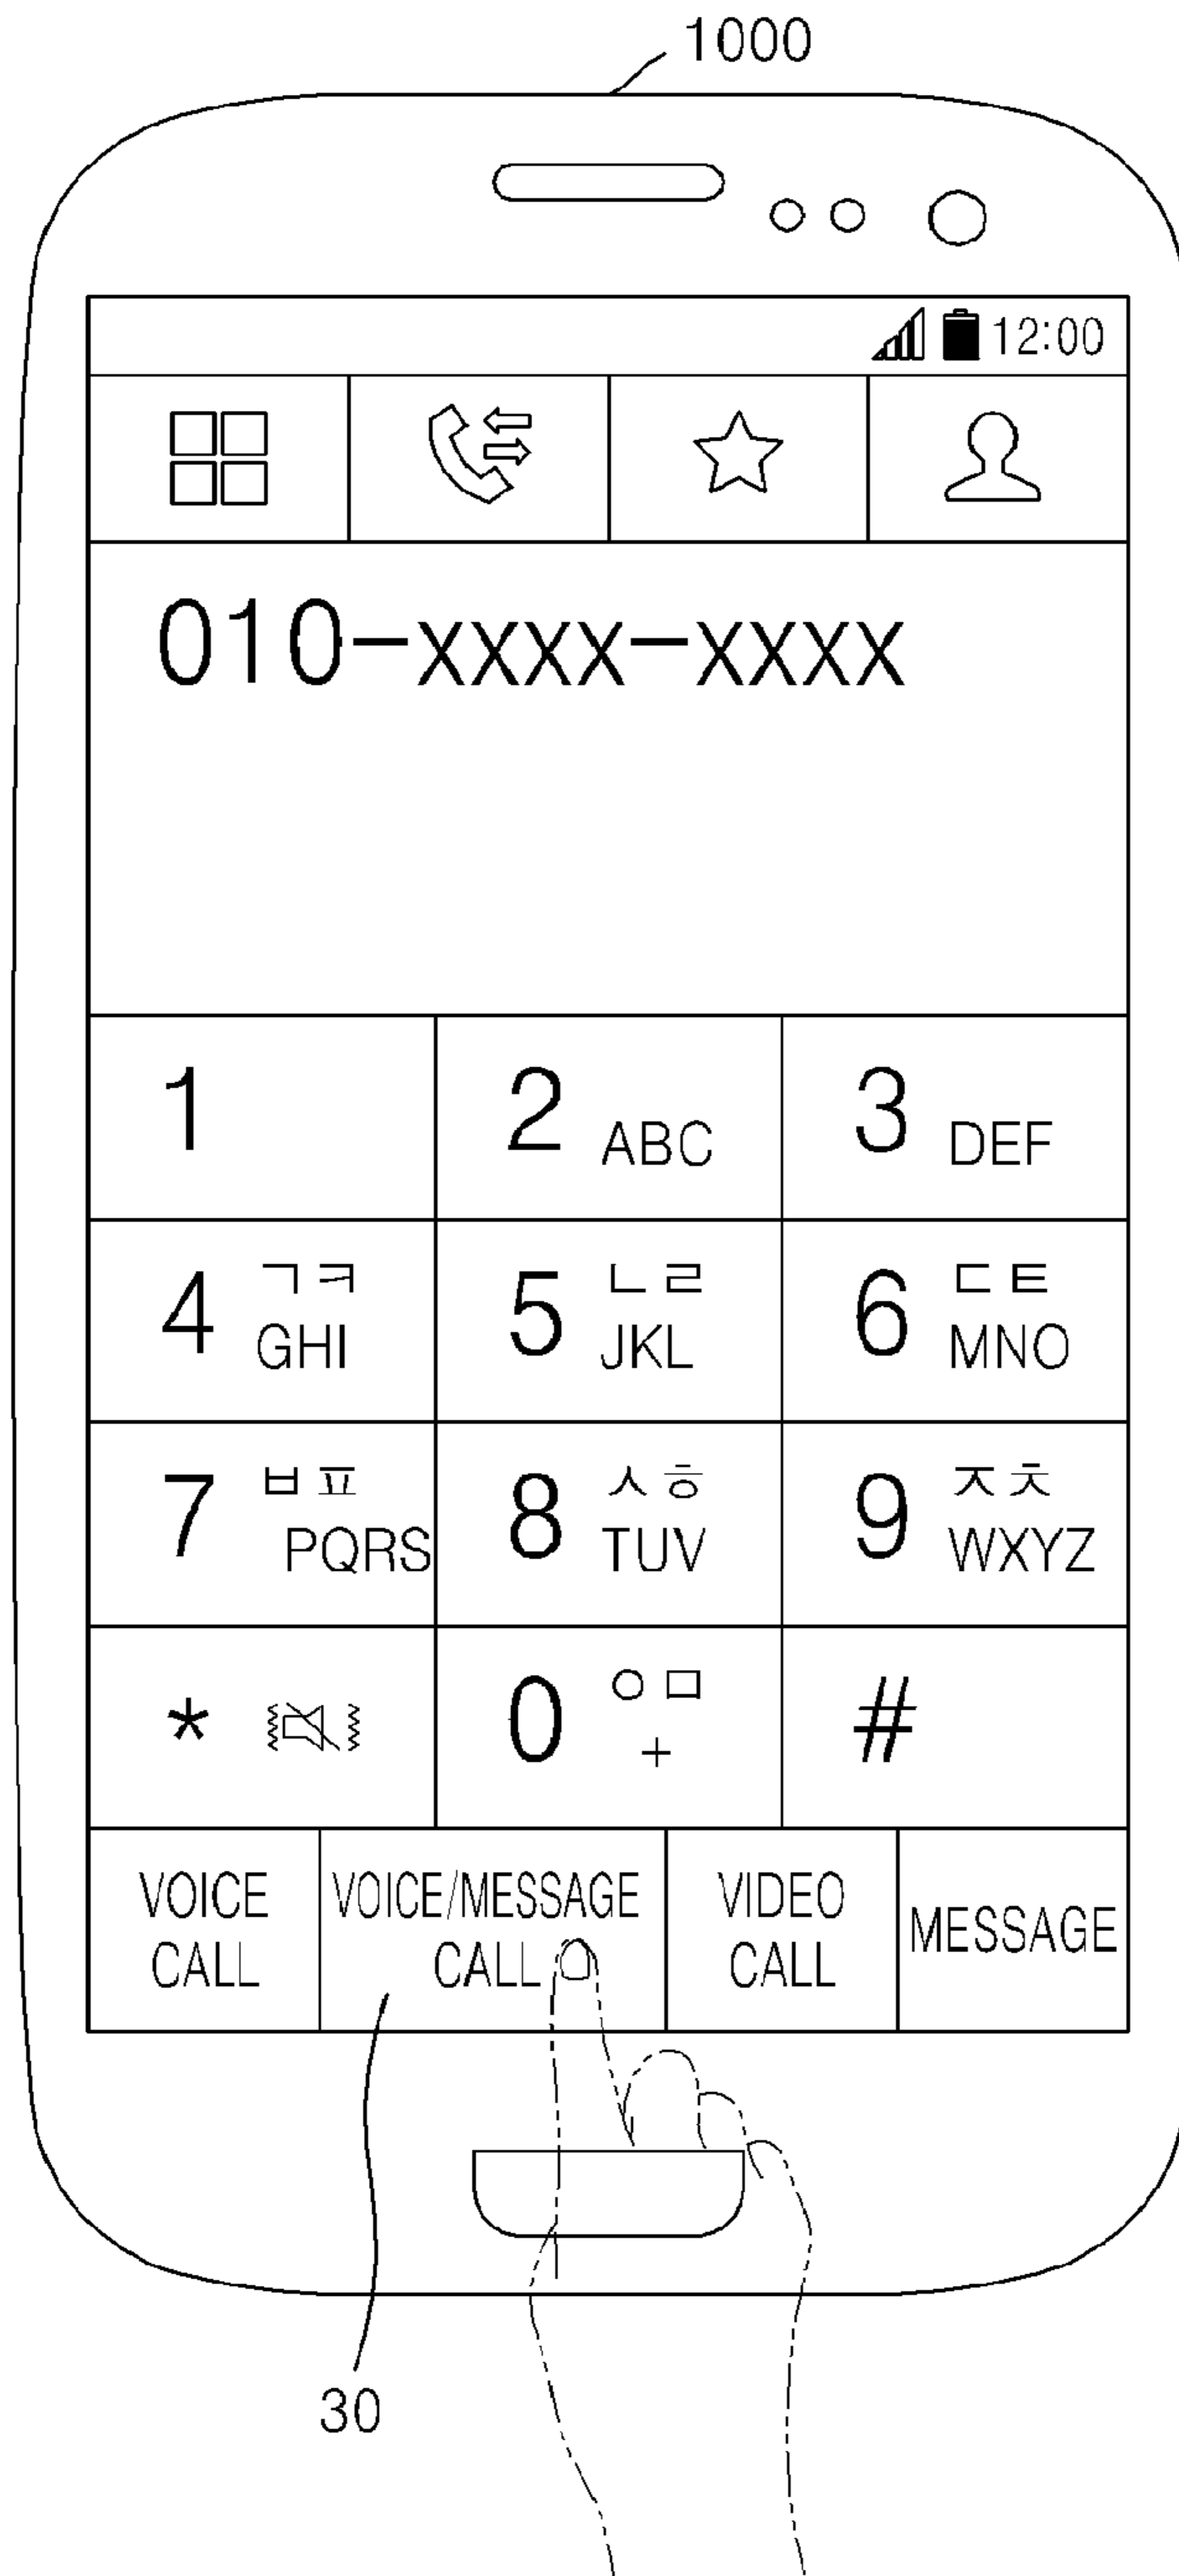 1000
12:00
010-xxxx-xxxx
1 2 ABC 3 DEF
4 ㄱㅋ GHI 5 ㄴㄹ JKL 6 ㄷㅌ MNO
7 ㅂㅍ PQRS 8 ㅅㅎ TUV 9 ㅈㅊ WXYZ
* 0 ㅇㅁ + #
VOICE CALL
VOICE/MESSAGE CALL
VIDEO CALL
MESSAGE
30